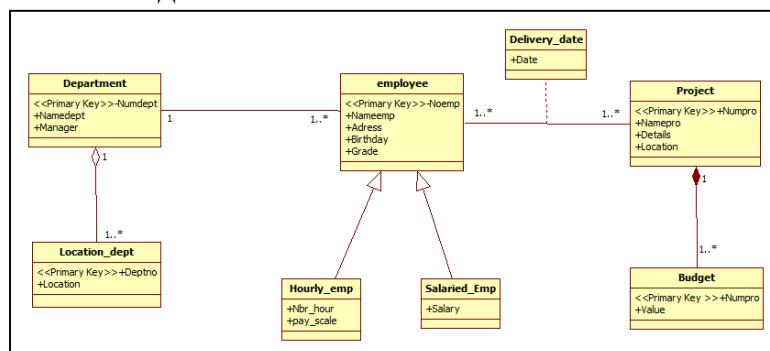 Delivery_date
+Date
Department
<<Primary Key>>-Numdept
+Namedept
+Manager
employee
<<Primary Key>>-Noemp
+Nameemp
+Adress
+Birthday
+Grade
Project
<<Primary Key>>+Numpro
+Namepro
+Details
+Location
1
1..*
1..*
1..*
1
1..*
1
1..*
Location_dept
<<Primary Key>>+Deptno
+Location
Hourly_emp
+Nbr_hour
+pay_scale
Salaried_Emp
+Salary
Budget
<<Primary Key >>+Numpro
+Value